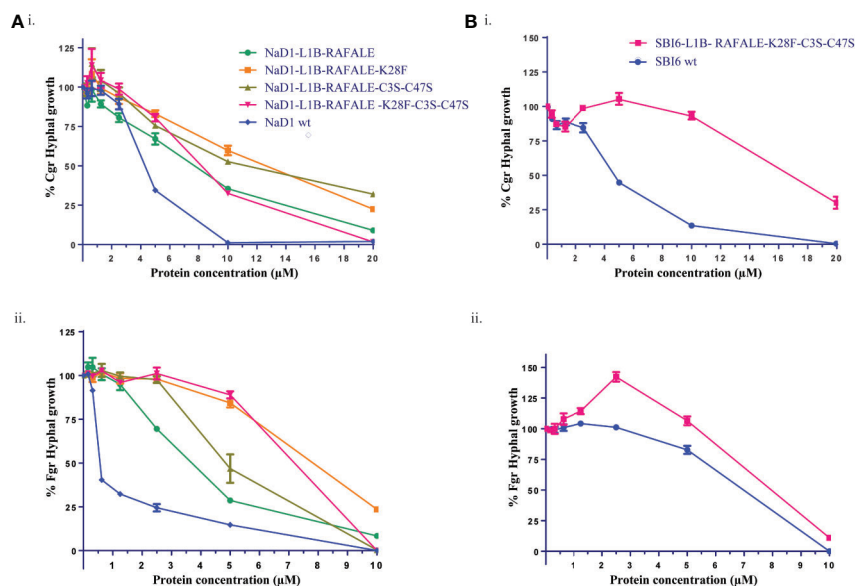 A i.
% Cgr Hyphal growth
125
100
75
50
25
0
2 4 6 8 10 12 14 16 18 20
Protein concentration (µM)
NaD1-L1B-RAFALE
NaD1-L1B-RAFALE-K28F
NaD1-L1B-RAFALE-C3S-C47S
NaD1-L1B-RAFALE -K28F-C3S-C47S
NaD1 wt
B i.
% Cgr Hyphal growth
150
125
100
75
50
25
0
2 4 6 8 10 12 14 16 18 20
Protein concentration (µM)
SBI6-L1B- RAFALE-K28F-C3S-C47S
SBI6 wt
ii.
% Fgr Hyphal growth
125
100
75
50
25
0
1 2 3 4 5 6 7 8 9 10
Protein concentration (µM)
ii.
% Fgr Hyphal growth
150
125
100
75
50
25
0
1 2 3 4 5 6 7 8 9 10
Protein concentration (µM)